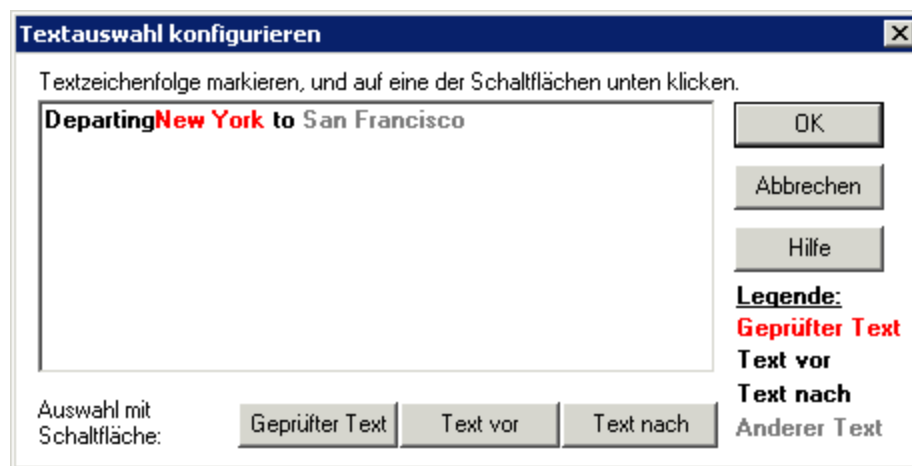 Textauswahl konfigurieren
Textzeichenfolge markieren, und auf eine der Schaltflächen unten klicken.
DepartingNew York to San Francisco
OK
Abbrechen
Hilfe
Legende:
Geprüfter Text
Text vor
Text nach
Anderer Text
Auswahl mit
Schaltfläche:
Geprüfter Text
Text vor
Text nach